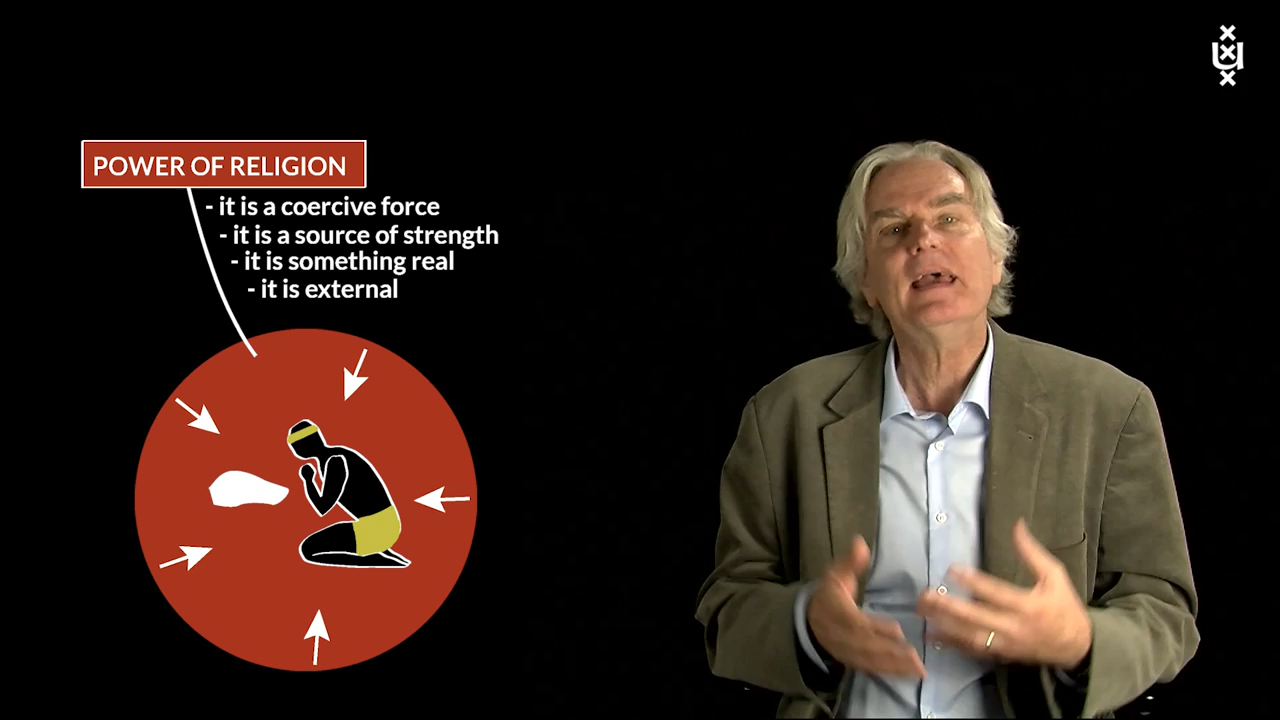 POWER OF RELIGION
- it is a coercive force
- it is a source of strength
- it is something real
- it is external